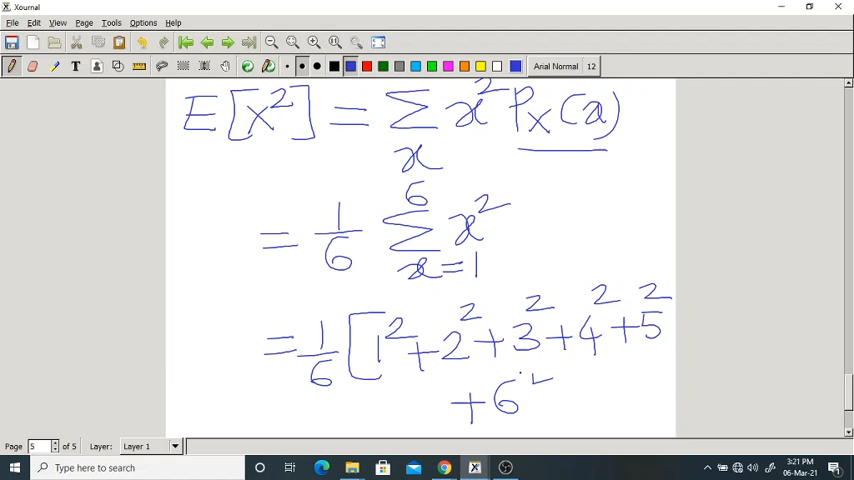 Xournal
File Edit View Page Tools Options Help
Arial Normal 12
E[X²] = Σ x² Pₓ(x)
x
6
= 1/6 Σ x²
x=1
= 1/6 [1² + 2² + 3² + 4² + 5²
+ 6²
Page 5 of 5 Layer: Layer 1
Type here to search
3:21 PM
06-Mar-21